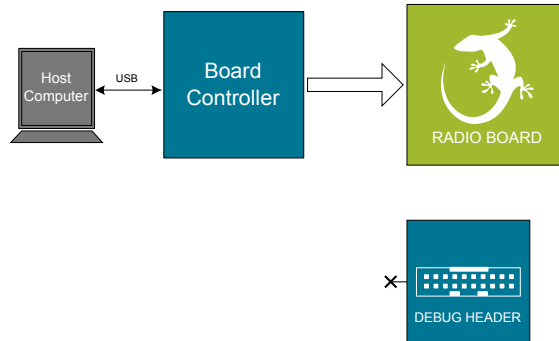 Host
Computer
USB
Board
Controller
RADIO BOARD
DEBUG HEADER